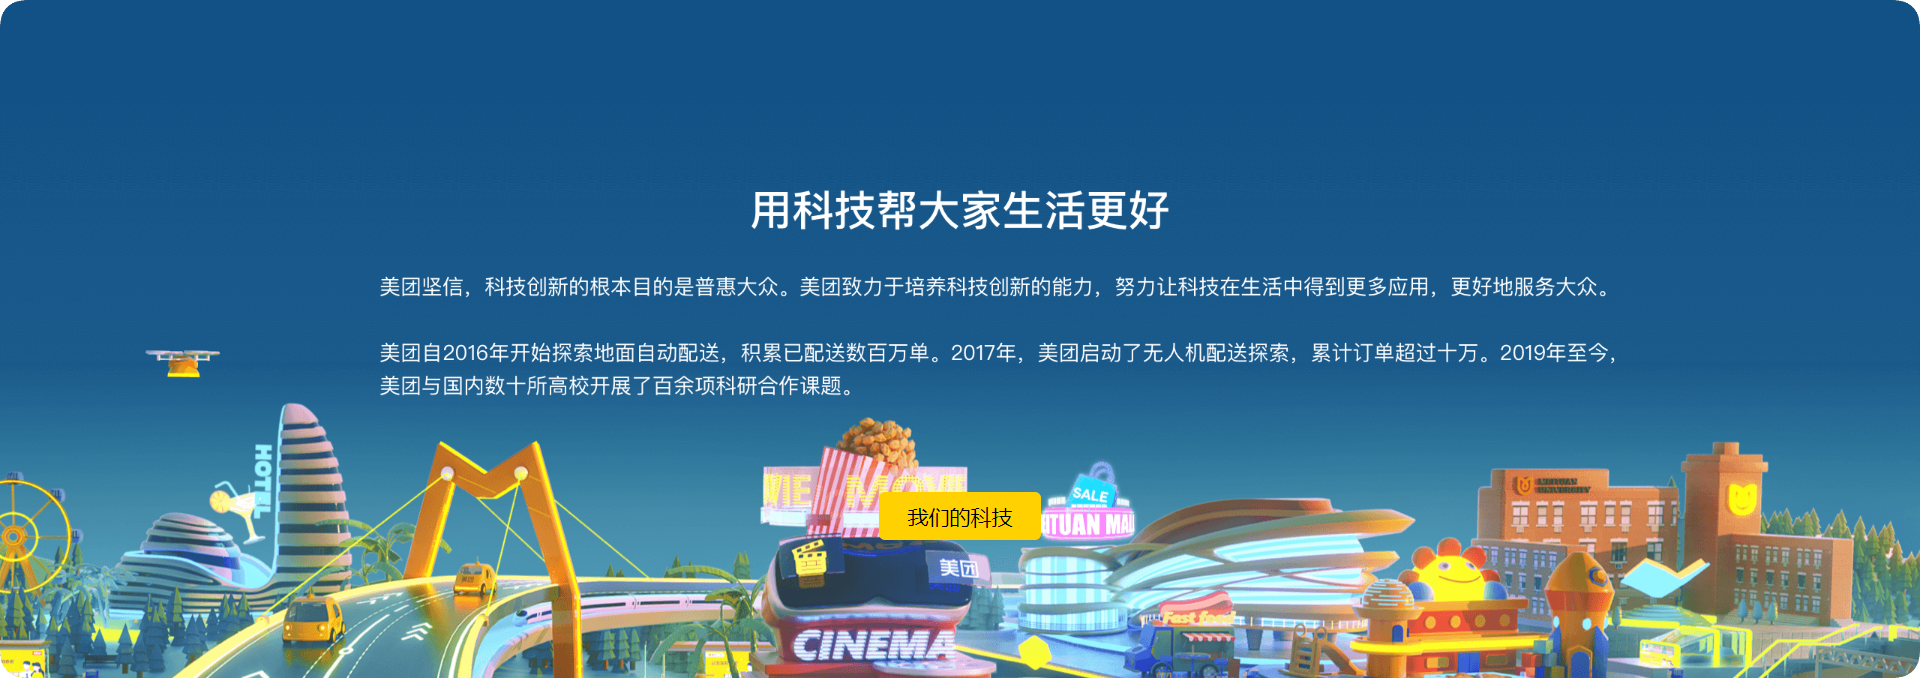 用科技帮大家生活更好
美团坚信，科技创新的根本目的是普惠大众。美团致力于培养科技创新的能力，努力让科技在生活中得到更多应用，更好地服务大众。
美团自2016年开始探索地面自动配送，积累已配送数百万单。2017年，美团启动了无人机配送探索，累计订单超过十万。2019年至今，
美团与国内数十所高校开展了百余项科研合作课题。
HOTEL
MOVIE
SALE
ITUAN MALL
我们的科技
美团
美团
CINEMA
Fast food
MEITUAN
UNIVERSITY